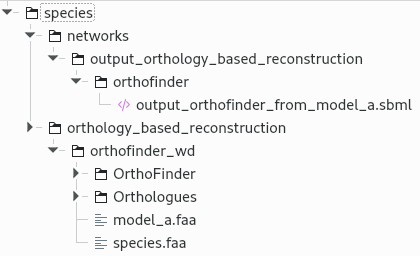 species
networks
output_orthology_based_reconstruction
orthofinder
output_orthofinder_from_model_a.sbml
orthology_based_reconstruction
orthofinder_wd
OrthoFinder
Orthologues
model_a.faa
species.faa